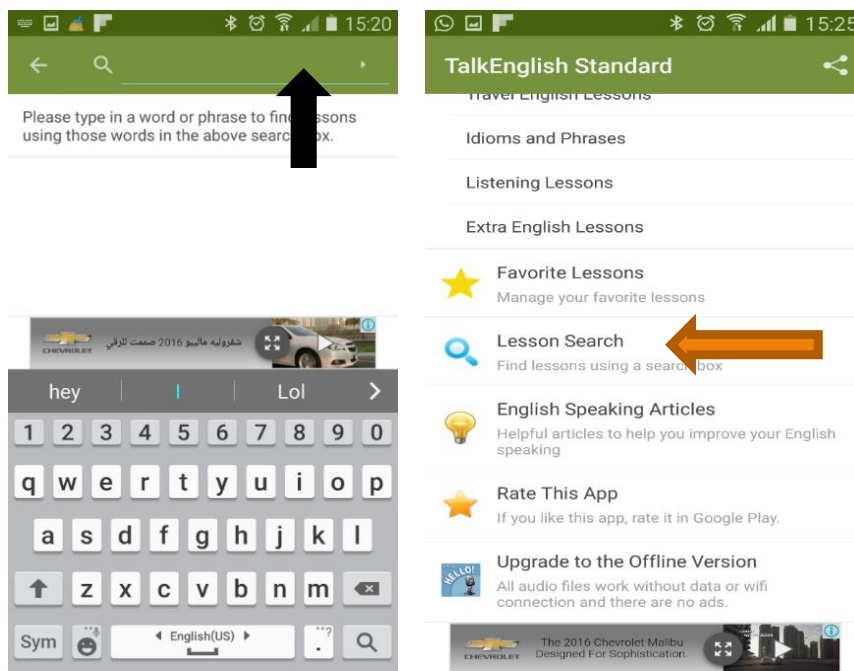 15:20
Please type in a word or phrase to find lessons
using those words in the above search box.
CHEVROLET
شفروليه ماليبو 2016 صممت للرقي
hey I Lol
1 2 3 4 5 6 7 8 9 0
q w e r t y u i o p
a s d f g h j k l
z x c v b n m
Sym English(US) .
15:25
TalkEnglish Standard
Travel English Lessons
Idioms and Phrases
Listening Lessons
Extra English Lessons
Favorite Lessons
Manage your favorite lessons
Lesson Search
Find lessons using a search box
English Speaking Articles
Helpful articles to help you improve your English
speaking
Rate This App
If you like this app, rate it in Google Play.
HELLO!
Upgrade to the Offline Version
All audio files work without data or wifi
connection and there are no ads.
CHEVROLET
The 2016 Chevrolet Malibu
Designed For Sophistication.